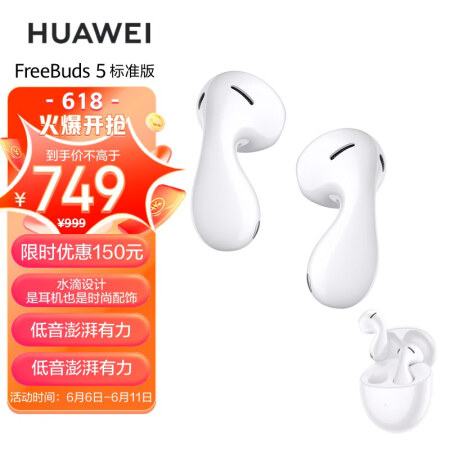 HUAWEI
FreeBuds 5 标准版
-618-
火爆开抢
到手价不高于
¥749
¥999
限时优惠150元
水滴设计
是耳机也是时尚配饰
低音澎湃有力
低音澎湃有力
活动时间：6月6日-6月11日